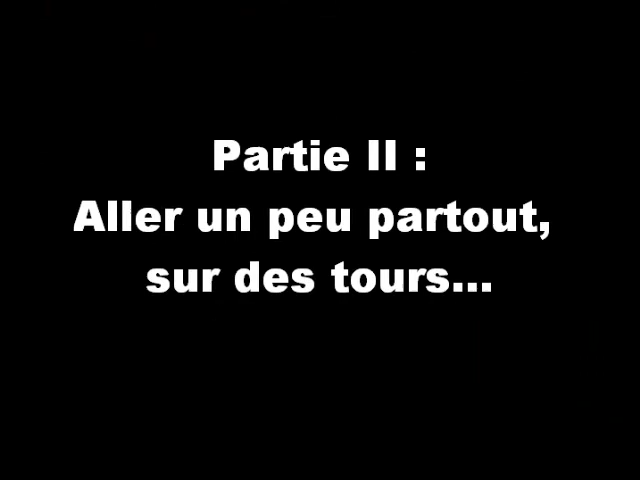 Partie II :
Aller un peu partout,
sur des tours...